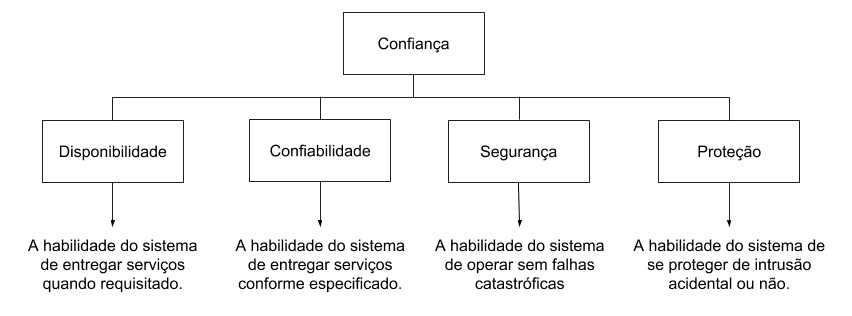 Confiança
Disponibilidade
Confiabilidade
Segurança
Proteção
A habilidade do sistema
de entregar serviços
quando requisitado.
A habilidade do sistema
de entregar serviços
conforme especificado.
A habilidade do sistema
de operar sem falhas
catastróficas
A habilidade do sistema de
se proteger de intrusão
acidental ou não.